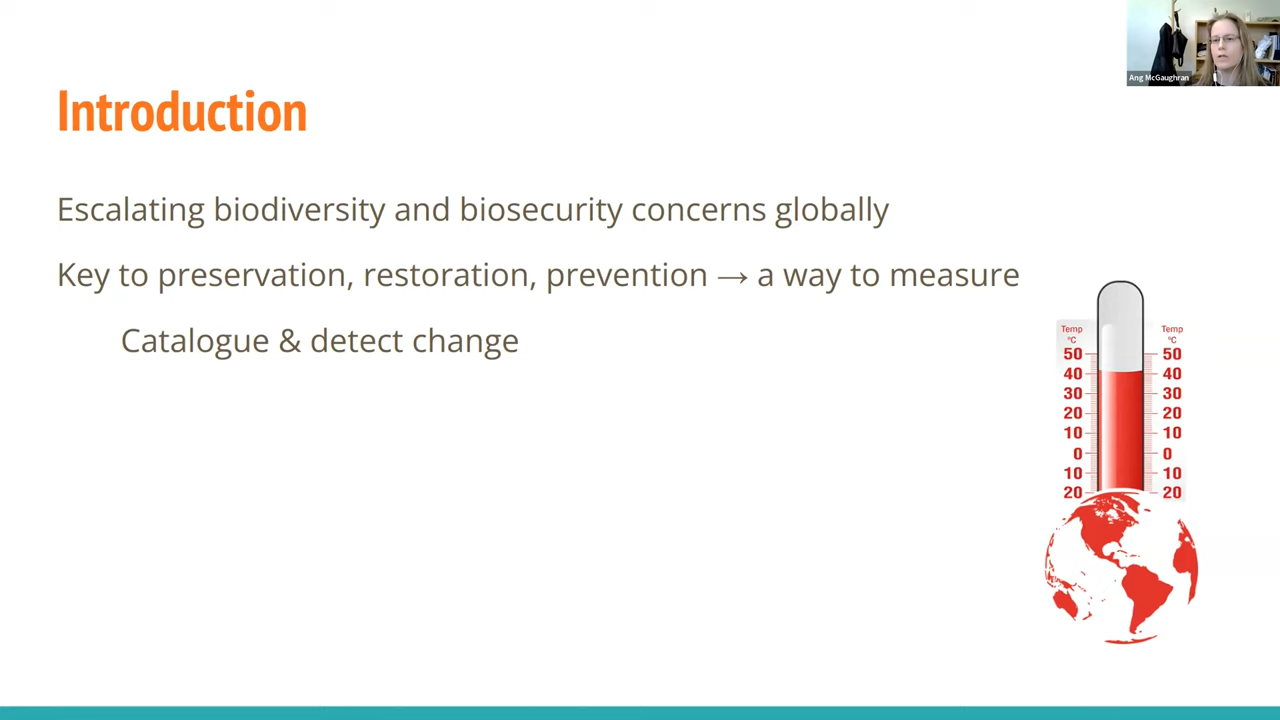 Ang McGaughran
Introduction
Escalating biodiversity and biosecurity concerns globally
Key to preservation, restoration, prevention → a way to measure
Catalogue & detect change
Temp Temp
°C °C
50 50
40 40
30 30
20 20
10 10
0 0
10 10
20 20